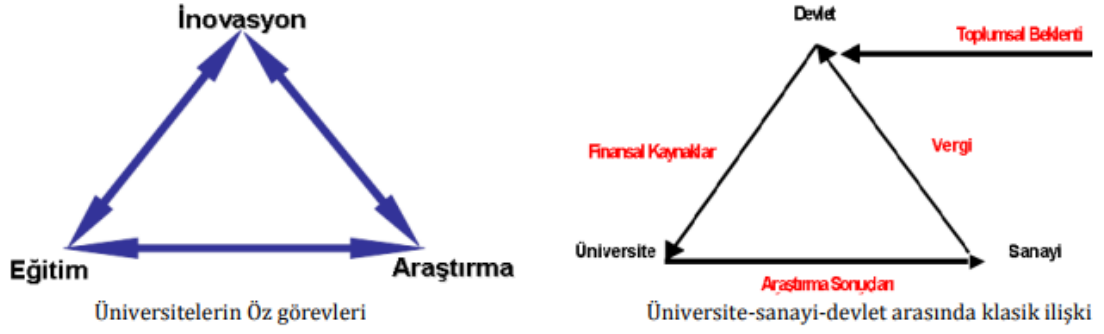 İnovasyon
Eğitim
Araştırma
Üniversitelerin Öz görevleri
Devlet
Toplumsal Beklenti
Finansal Kaynaklar
Vergi
Üniversite
Sanayi
Araştırma Sonuçları
Üniversite-sanayi-devlet arasında klasik ilişki